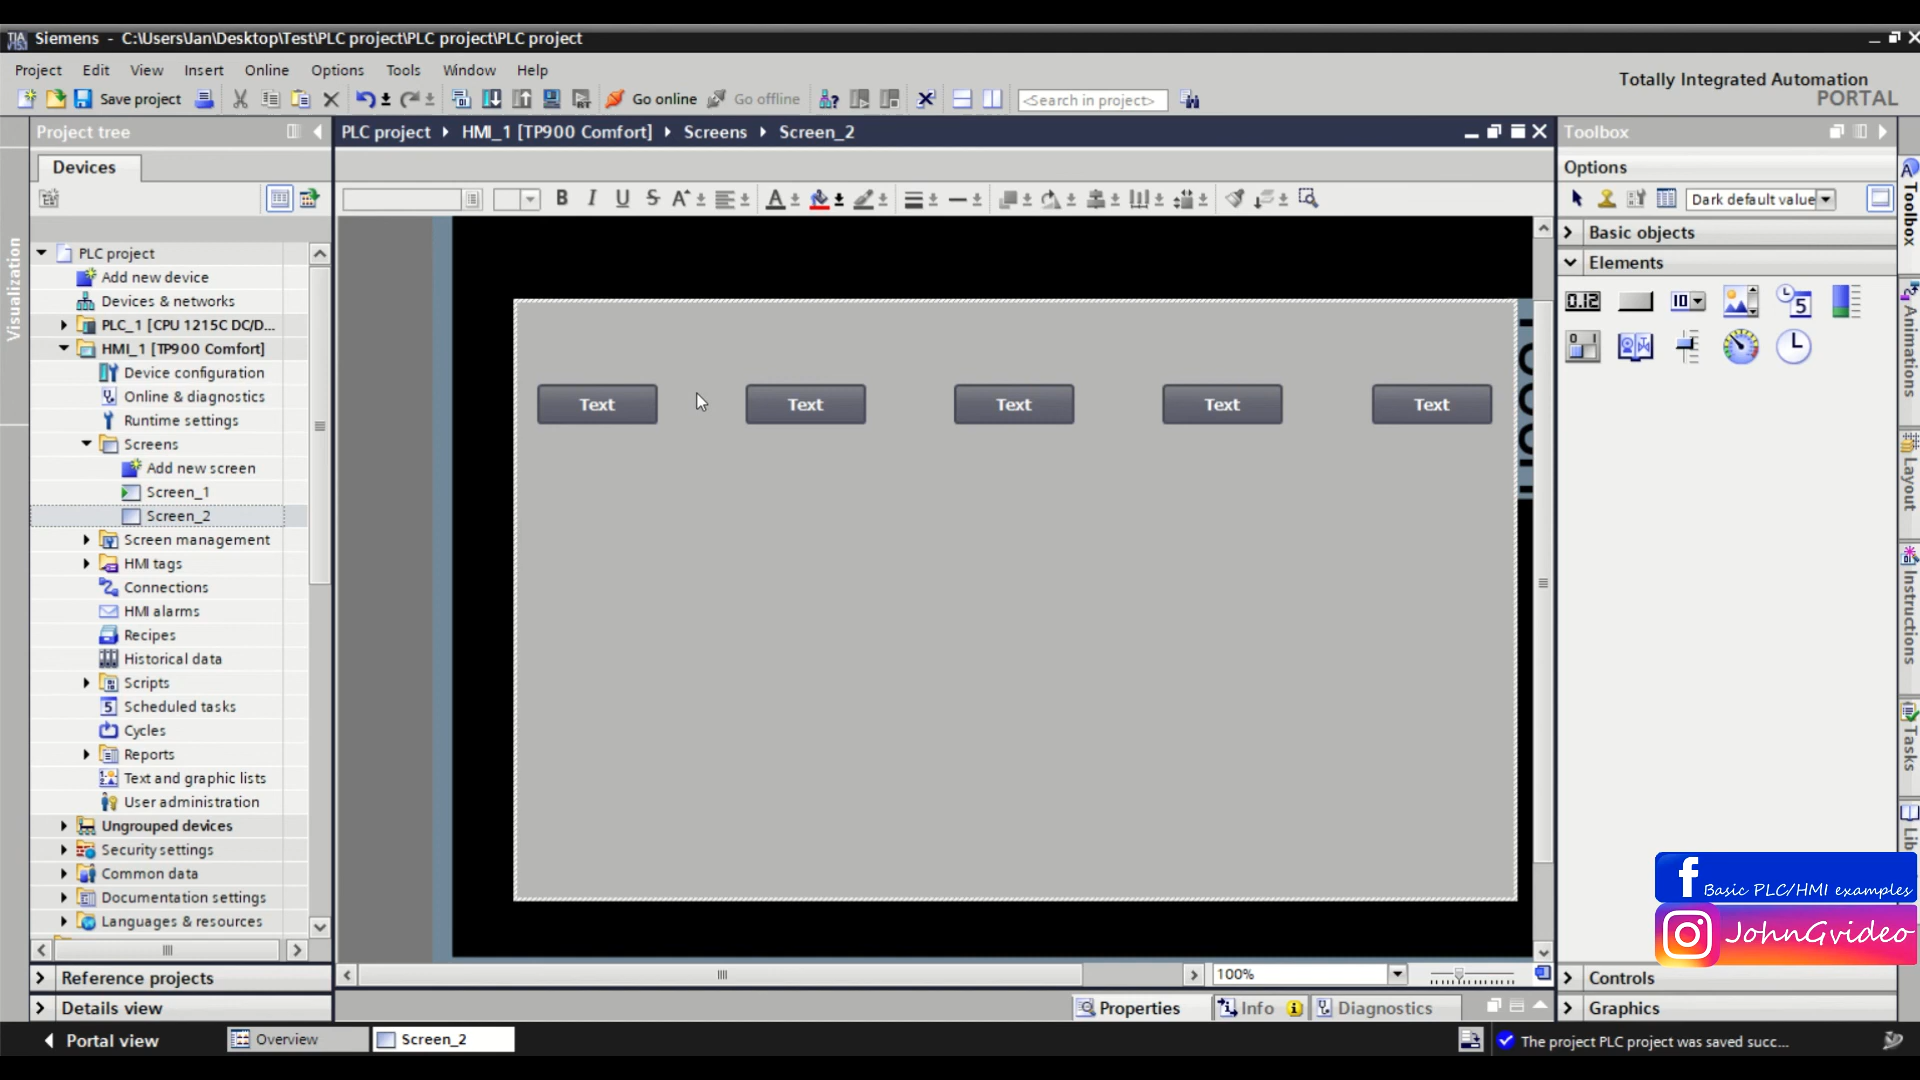 Siemens - C:\Users\Jan\Desktop\Test\PLC project\PLC project\PLC project
Project Edit View Insert Online Options Tools Window Help
Totally Integrated Automation
PORTAL
Save project Go online Go offline <Search in project>
Project tree
PLC project HMI_1 [TP900 Comfort] Screens Screen_2
Toolbox
Devices
Options
Dark default value
Visualization
PLC project
Add new device
Devices & networks
PLC_1 [CPU 1215C DC/D...
HMI_1 [TP900 Comfort]
Device configuration
Online & diagnostics
Runtime settings
Screens
Add new screen
Screen_1
Screen_2
Screen management
HMI tags
Connections
HMI alarms
Recipes
Historical data
Scripts
Scheduled tasks
Cycles
Reports
Text and graphic lists
User administration
Ungrouped devices
Security settings
Common data
Documentation settings
Languages & resources
Reference projects
Details view
Text Text Text Text Text
100%
Properties Info Diagnostics
Basic objects
Elements
Controls
Graphics
Toolbox
Animations
Layout
Instructions
Tasks
Lib
Basic PLC/HMI examples
JohnGvideo
Portal view Overview Screen_2
The project PLC project was saved succ...